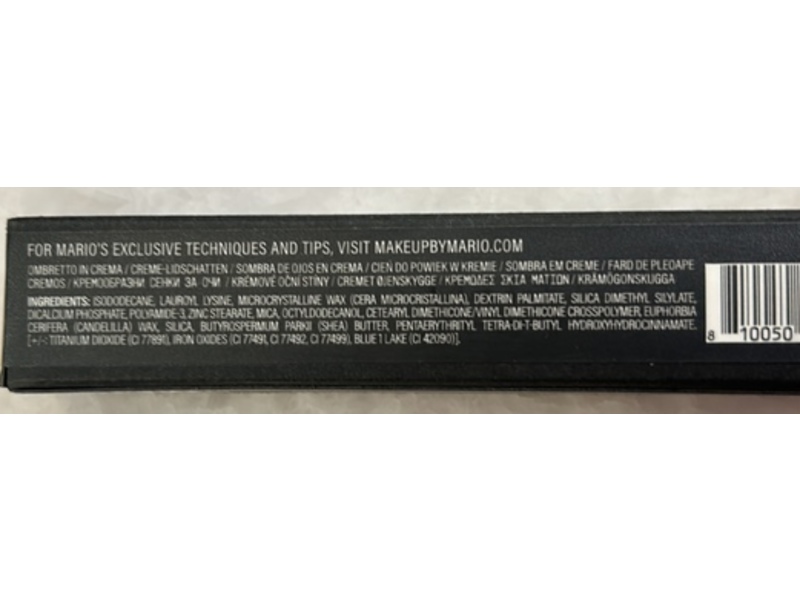 FOR MARIO'S EXCLUSIVE TECHNIQUES AND TIPS, VISIT MAKEUPBYMARIO.COM
OMBRETTO IN CREMA / CREME-LIDSCHATTEN / SOMBRA DE OJOS EN CREMA / CIEŃ DO POWIEK W KREMIE / SOMBRA EM CREME / FARD DE PLEOAPE
CREMOS / КРЕМООБРАЗНИ СЕНКИ ЗА ОЧИ / KRÉMOVÉ OČNÍ STÍNY / CREMET ØJENSKYGGE / ΚΡΕΜΩΔΕΣ ΣΚΙΑ ΜΑΤΙΩΝ / KRÄMÖGONSKUGGA
INGREDIENTS: ISODODECANE, LAUROYL LYSINE, MICROCRYSTALLINE WAX (CERA MICROCRISTALLINA), DEXTRIN PALMITATE, SILICA DIMETHYL SILYLATE,
DICALCIUM PHOSPHATE, POLYAMIDE-3, ZINC STEARATE, MICA, OCTYLDODECANOL, CETEARYL DIMETHICONE/VINYL DIMETHICONE CROSSPOLYMER, EUPHORBIA
CERIFERA (CANDELILLA) WAX, SILICA, BUTYROSPERMUM PARKII (SHEA) BUTTER, PENTAERYTHRITYL TETRA-DI-T-BUTYL HYDROXYHYDROCINNAMATE.
[+/-: TITANIUM DIOXIDE (CI 77891), IRON OXIDES (CI 77491, CI 77492, CI 77499), BLUE 1 LAKE (CI 42090)].
8 10050